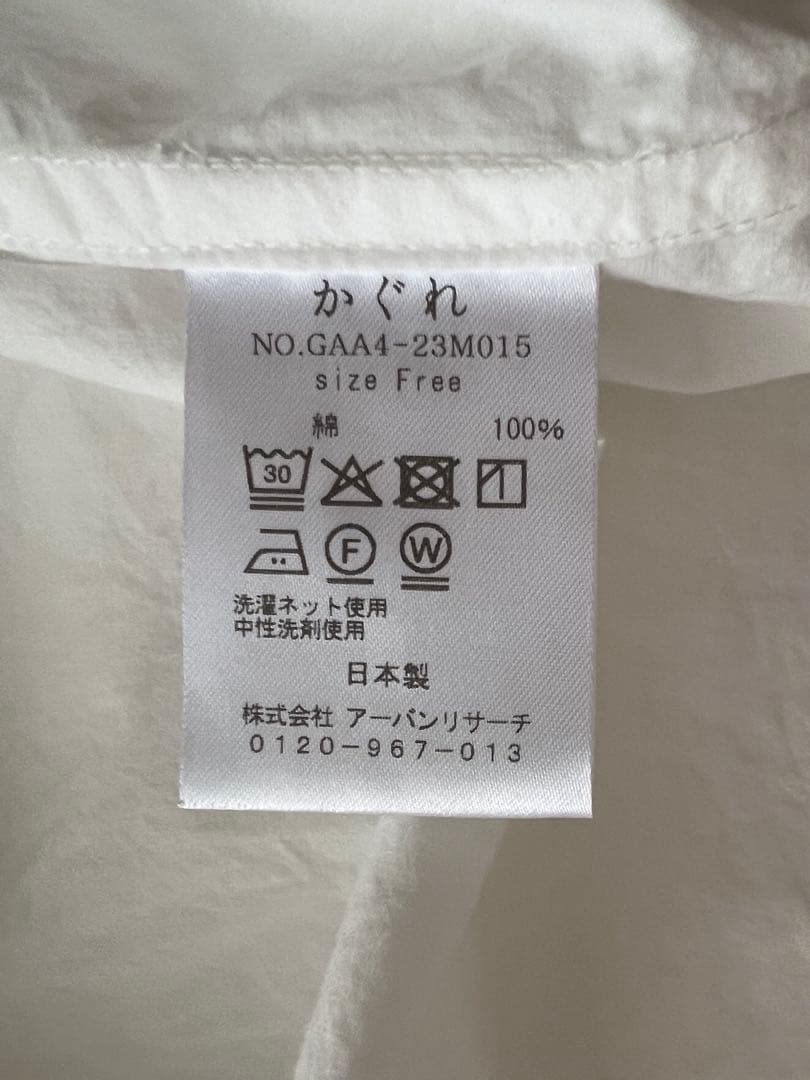 かぐれ
NO.GAA4-23M015
size Free
綿 100%
30
F W
洗濯ネット使用
中性洗剤使用
日本製
株式会社 アーバンリサーチ
0120-967-013